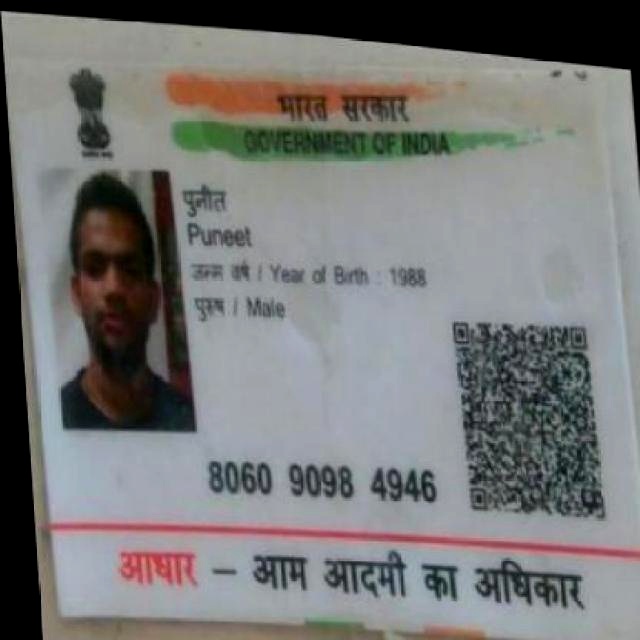 भारत सरकार
GOVERNMENT OF INDIA
पुनीत
Puneet
जन्म वर्ष / Year of Birth : 1988
पुरुष / Male
8060 9098 4946
आधार – आम आदमी का अधिकार